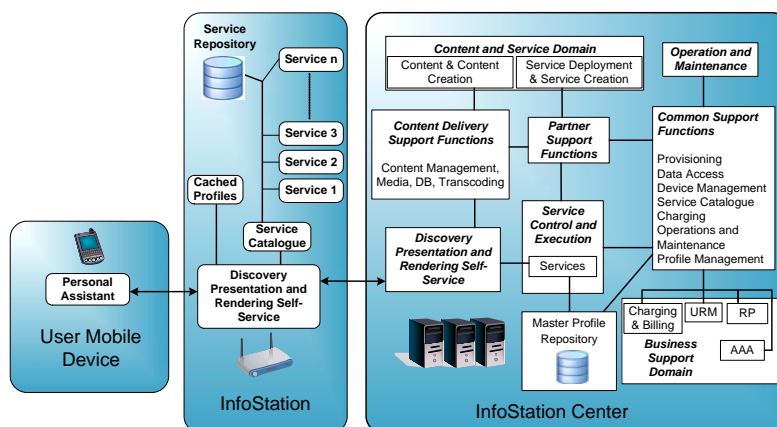 Service
Repository
Service n
Service 3
Service 2
Service 1
Cached
Profiles
Service
Catalogue
Discovery
Presentation and
Rendering Self-
Service
InfoStation
Personal
Assistant
User Mobile
Device
Content and Service Domain
Content & Content
Creation
Service Deployment
& Service Creation
Operation and
Maintenance
Content Delivery
Support Functions
Content Management,
Media, DB, Transcoding
Partner
Support
Functions
Common Support
Functions
Provisioning
Data Access
Device Management
Service Catalogue
Charging
Operations and
Maintenance
Profile Management
Discovery
Presentation and
Rendering Self-
Service
Service
Control and
Execution
Services
Master Profile
Repository
Charging
& Billing
URM
RP
AAA
Business
Support
Domain
InfoStation Center